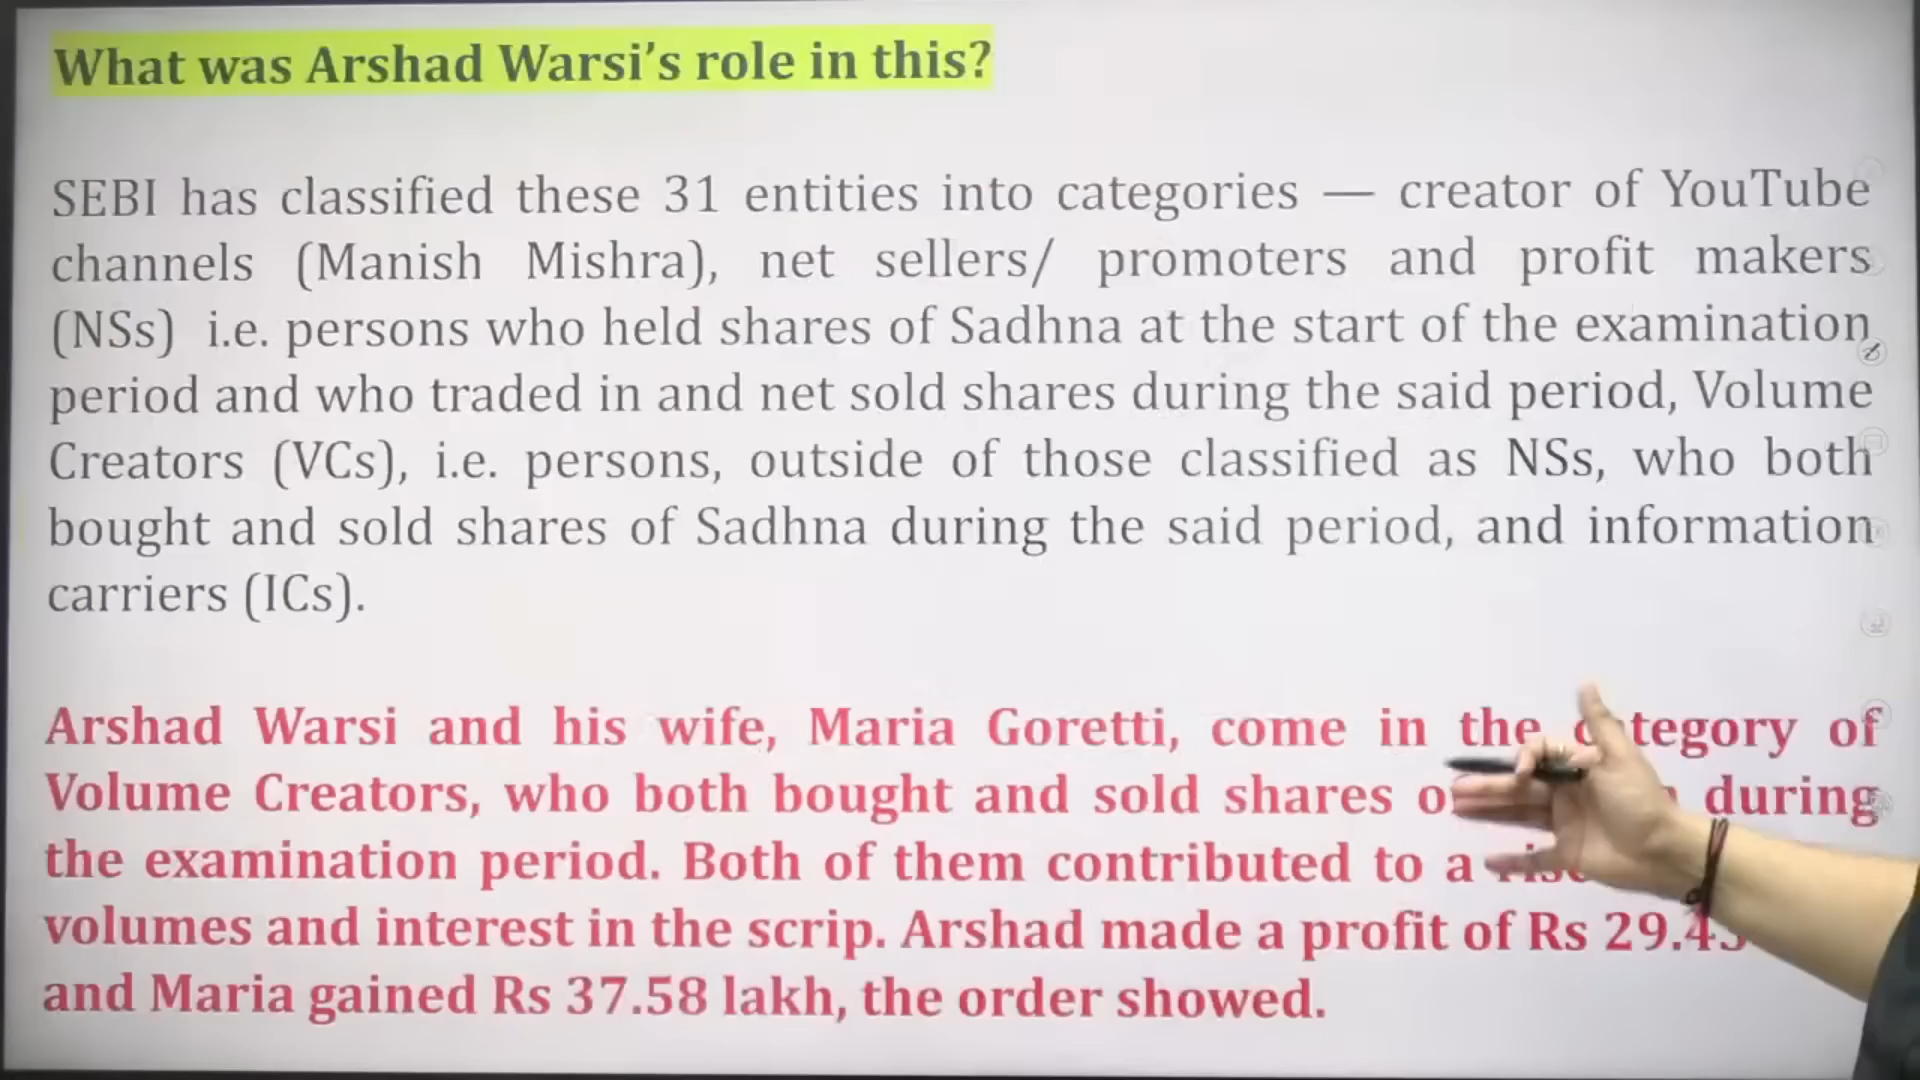 What was Arshad Warsi's role in this?
SEBI has classified these 31 entities into categories — creator of YouTube
channels (Manish Mishra), net sellers/ promoters and profit makers
(NSs) i.e. persons who held shares of Sadhna at the start of the examination
period and who traded in and net sold shares during the said period, Volume
Creators (VCs), i.e. persons, outside of those classified as NSs, who both
bought and sold shares of Sadhna during the said period, and information
carriers (ICs).
Arshad Warsi and his wife, Maria Goretti, come in the category of
Volume Creators, who both bought and sold shares during
the examination period. Both of them contributed to a
volumes and interest in the scrip. Arshad made a profit of Rs
and Maria gained Rs 37.58 lakh, the order showed.